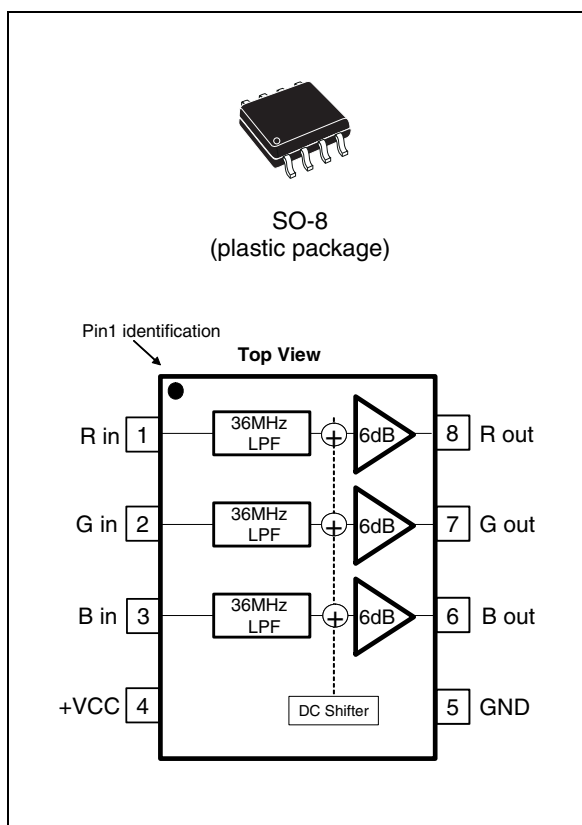 SO-8
(plastic package)
Pin1 identification
Top View
R in 1 36MHz LPF + 6dB 8 R out
G in 2 36MHz LPF + 6dB 7 G out
B in 3 36MHz LPF + 6dB 6 B out
+VCC 4 DC Shifter 5 GND